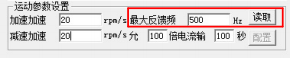 运动参数设置
加速加速 20 rpm/s 最大反馈频 500 Hz 读取
减速加速 20 rpm/s 允 100 倍电流输 100 秒 配置